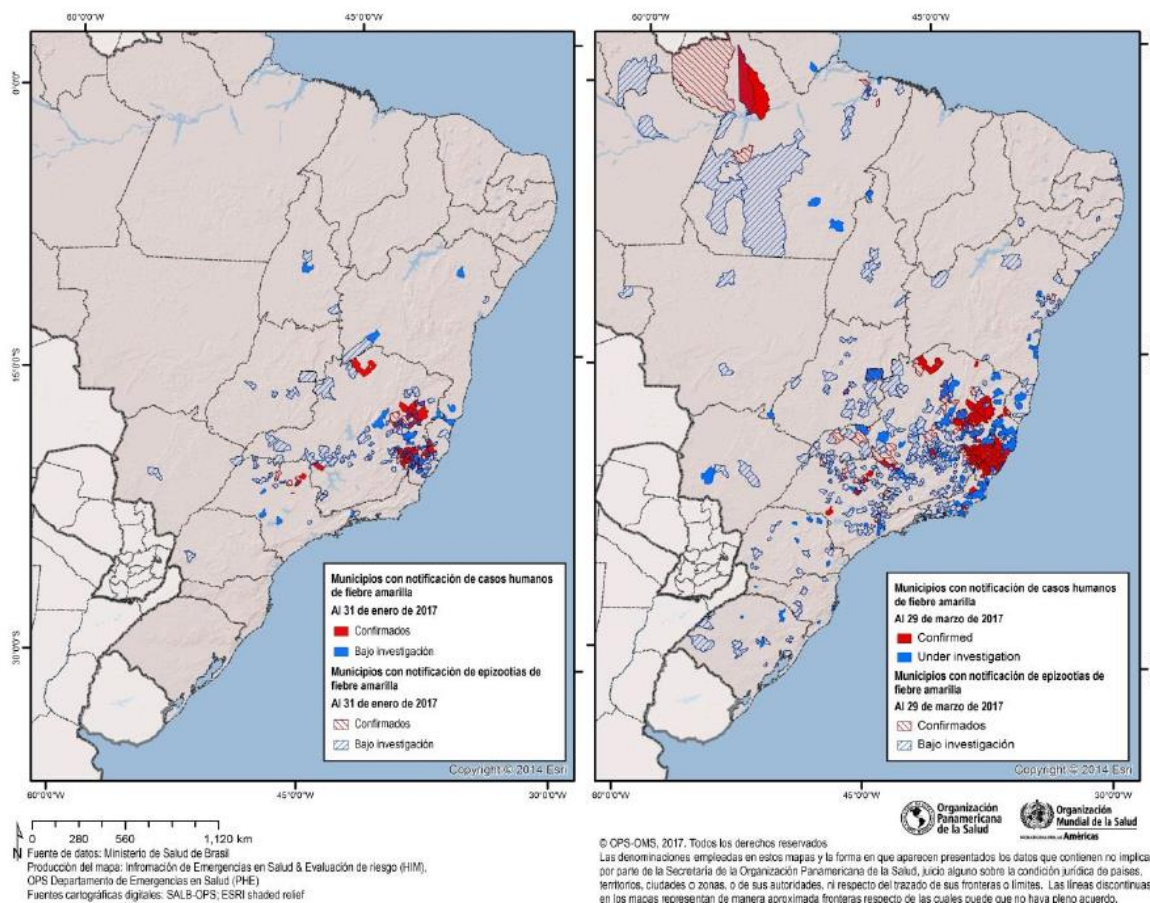 60°0'0"W
45°0'0"W
0°0'0"
15°0'0"S
30°0'0"S
Municipios con notificación de casos humanos
de fiebre amarilla
Al 31 de enero de 2017
Confirmados
Bajo investigación
Municipios con notificación de epizootias de
fiebre amarilla
Al 31 de enero de 2017
Confirmados
Bajo investigación
Copyright © 2014 Esri
60°0'0"W
45°0'0"W
30°0'0"W
60°0'0"W
45°0'0"W
Municipios con notificación de casos humanos
de fiebre amarilla
Al 29 de marzo de 2017
Confirmed
Under investigation
Municipios con notificación de epizootias de
fiebre amarilla
Al 29 de marzo de 2017
Confirmados
Bajo investigación
Copyright © 2014 Esri
60°0'0"W
45°0'0"W
30°0'0"W
N
0 280 560 1,120 km
Fuente de datos: Ministerio de Salud de Brasil
Producción del mapa: Infromación de Emergencias en Salud & Evaluación de riesgo (HIM),
OPS Departamento de Emergencias en Salud (PHE)
Fuentes cartográficas digitales: SALB-OPS; ESRI shaded relief
Organización
Panamericana
de la Salud
Organización
Mundial de la Salud
Américas
© OPS-OMS, 2017. Todos los derechos reservados
Las denominaciones empleadas en estos mapas y la forma en que aparecen presentados los datos que contienen no implica
por parte de la Secretaría de la Organización Panamericana de la Salud, juicio alguno sobre la condición jurídica de países,
territorios, ciudades o zonas, o de sus autoridades, ni respecto del trazado de sus fronteras o límites. Las líneas discontinuas
en los mapas representan de manera aproximada fronteras respecto de las cuales puede que no haya pleno acuerdo.